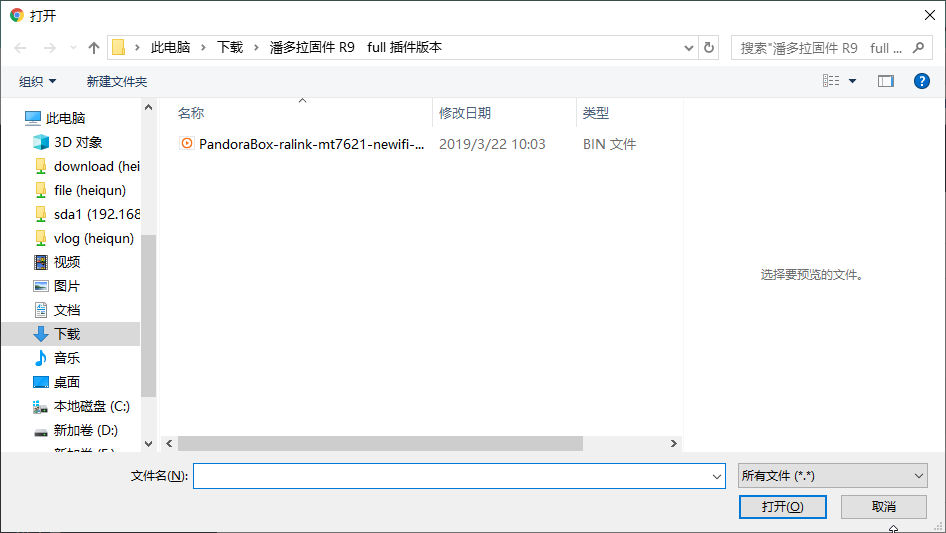 打开
此电脑 下载 潘多拉固件 R9 full 插件版本
搜索"潘多拉固件 R9 full ...
组织 新建文件夹
名称 修改日期 类型
此电脑
3D 对象
download (hei
file (heiqun)
sda1 (192.168
vlog (heiqun)
视频
图片
文档
下载
音乐
桌面
本地磁盘 (C:)
新加卷 (D:)
PandoraBox-ralink-mt7621-newifi-... 2019/3/22 10:03 BIN 文件
选择要预览的文件。
文件名(N):
所有文件 (*.*)
打开(O) 取消